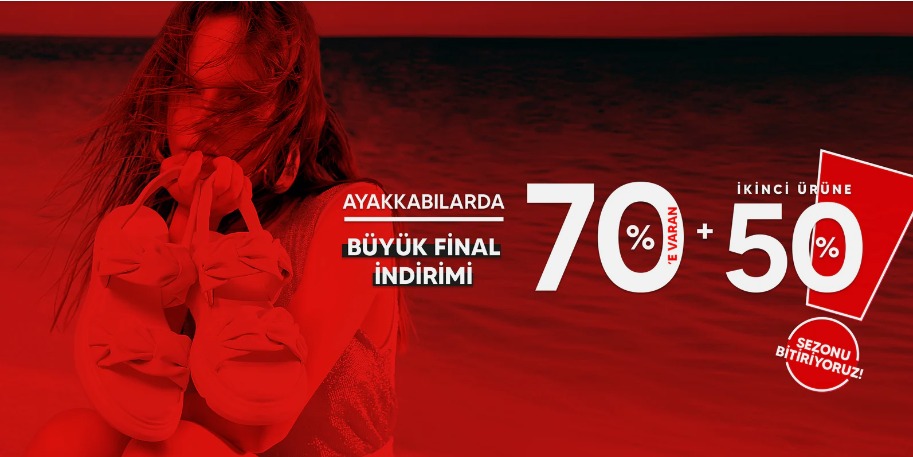 AYAKKABILARDA
BÜYÜK FİNAL
İNDİRİMİ
70%'E VARAN
+
İKİNCİ ÜRÜNE
50%
SEZONU
BİTİRİYORUZ!